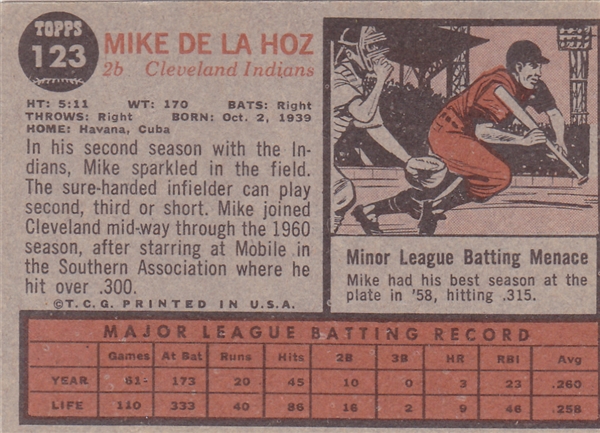 TOPPS
123
MIKE DE LA HOZ
2b Cleveland Indians
HT: 5:11 WT: 170 BATS: Right
THROWS: Right BORN: Oct. 2, 1939
HOME: Havana, Cuba
In his second season with the In-
dians, Mike sparkled in the field.
The sure-handed infielder can play
second, third or short. Mike joined
Cleveland mid-way through the 1960
season, after starring at Mobile in
the Southern Association where he
hit over .300.
©T.C.G. PRINTED IN U.S.A.
Minor League Batting Menace
Mike had his best season at the
plate in '58, hitting .315.
MAJOR LEAGUE BATTING RECORD
Games At Bat Runs Hits 2B 3B HR RBI Avg
YEAR 61 173 20 45 10 0 3 23 .260
LIFE 110 333 40 86 16 2 9 46 .258